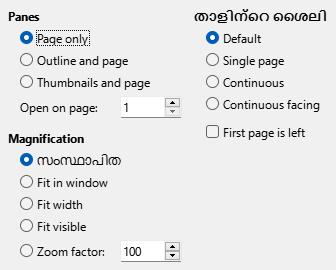 Panes
Page only
Outline and page
Thumbnails and page
Open on page: 1
Magnification
സംസ്ഥാപിത
Fit in window
Fit width
Fit visible
Zoom factor: 100
താളിന്റെ ശൈലി
Default
Single page
Continuous
Continuous facing
First page is left